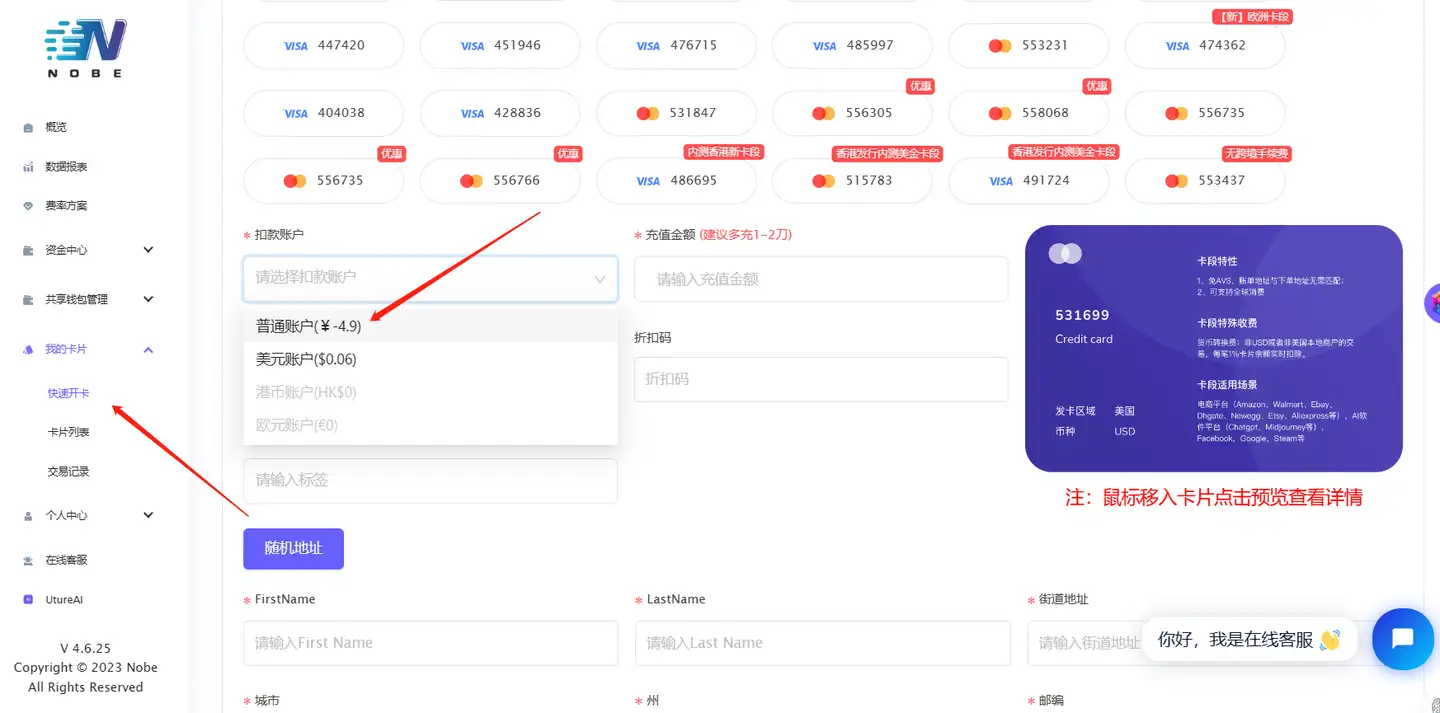 NOBE
概览
数据报表
费率方案
资金中心
共享钱包管理
我的卡片
快速开卡
卡片列表
交易记录
个人中心
在线客服
UtureAI
V 4.6.25
Copyright © 2023 Nobe
All Rights Reserved
【新】欧洲卡段
VISA 447420
VISA 451946
VISA 476715
VISA 485997
553231
VISA 474362
优惠
优惠
VISA 404038
VISA 428836
531847
556305
558068
556735
优惠
优惠
内测香港新卡段
香港发行内测美金卡段
香港发行内测美金卡段
无跨境手续费
556735
556766
VISA 486695
515783
VISA 491724
553437
* 扣款账户
请选择扣款账户
普通账户(¥-4.9)
美元账户($0.06)
港币账户(HK$0)
欧元账户(€0)
请输入标签
* 充值金额 (建议多充1-2刀)
请输入充值金额
折扣码
折扣码
531699
Credit card
发卡区域 美国
币种 USD
卡段特性
1、免AVS、账单地址与下单地址无需匹配；
2、可支持全球消费
卡段特殊收费
货币转换费：非USD或者非美国本地商户的交
易，每笔1%卡片余额实时扣除。
卡段适用场景
电商平台（Amazon、Walmart、Ebay、
Dhgate、Newegg、Etsy、Aliexpress等）、AI软
件平台（Chatgpt、Midjourney等）、
Facebook、Google、Steam等
注：鼠标移入卡片点击预览查看详情
随机地址
* FirstName
请输入First Name
* LastName
请输入Last Name
* 街道地址
请输入街道地址
你好，我是在线客服
* 城市
* 州
* 邮编